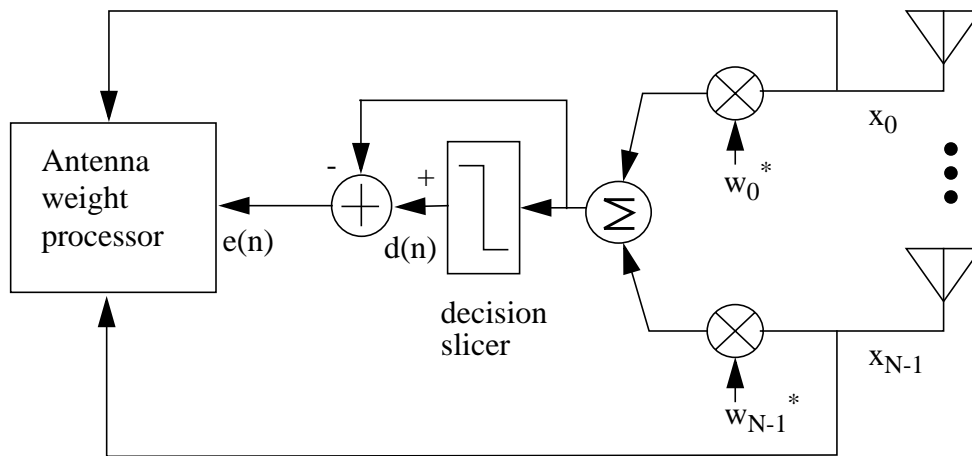 Antenna
weight
processor
e(n)
-
+
d(n)
decision
slicer
Σ
w0*
x0
wN-1*
xN-1